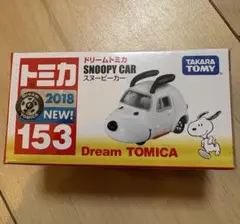 トミカ
2018
NEW!
153
ドリームトミカ
SNOOPY CAR
スヌーピーカー
TAKARA
TOMY
Dream TOMICA